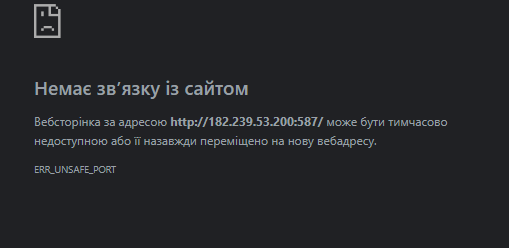 Немає зв’язку із сайтом
Вебсторінка за адресою http://182.239.53.200:587/ може бути тимчасово
недоступною або її назавжди переміщено на нову вебадресу.
ERR_UNSAFE_PORT